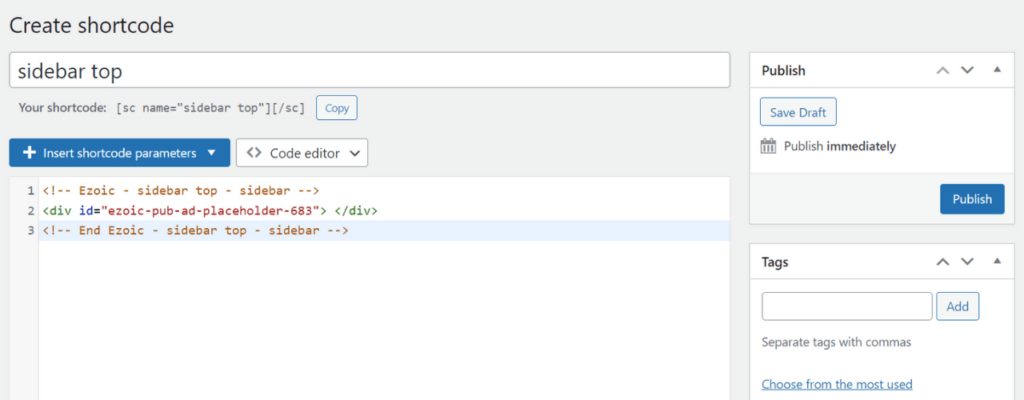 Create shortcode
sidebar top
Your shortcode: [sc name="sidebar top"][/sc] Copy
Insert shortcode parameters
<> Code editor
1 <!-- Ezoic - sidebar top - sidebar -->
2 <div id="ezoic-pub-ad-placeholder-683"> </div>
3 <!-- End Ezoic - sidebar top - sidebar -->
Publish
Save Draft
Publish immediately
Publish
Tags
Add
Separate tags with commas
Choose from the most used